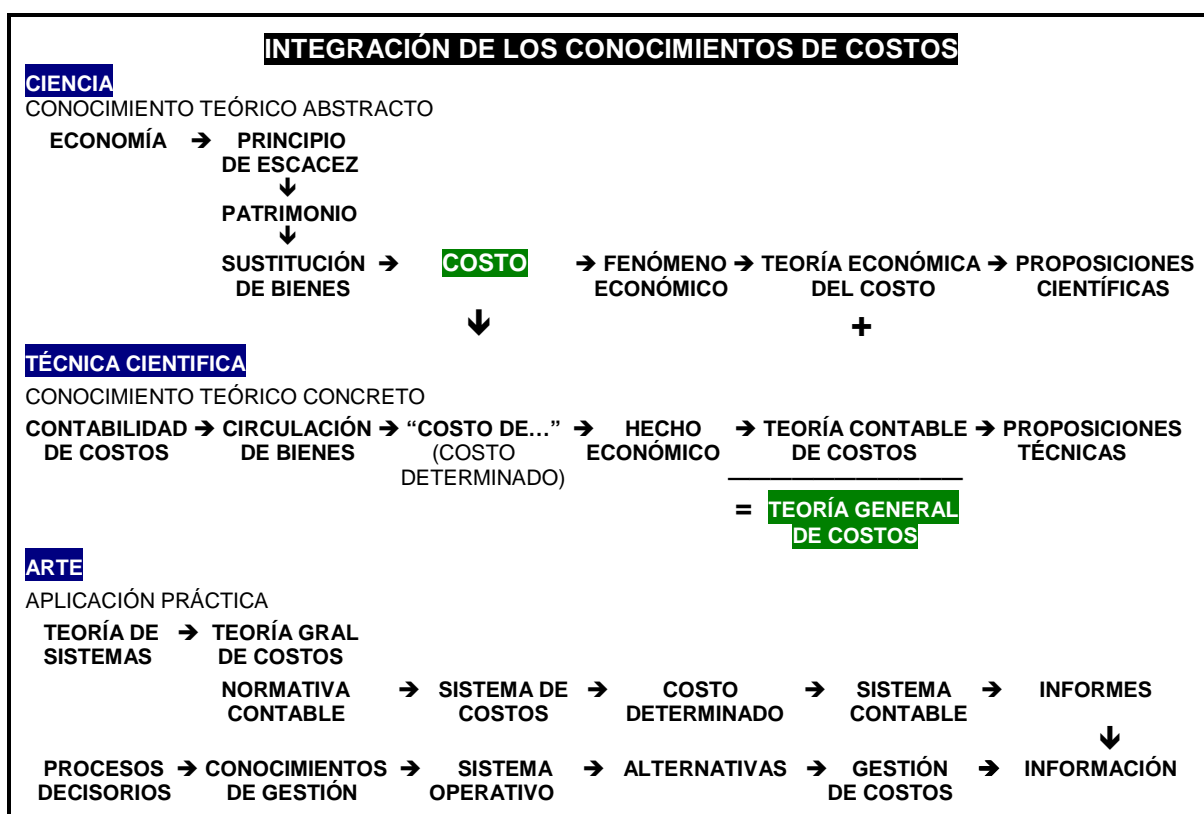 INTEGRACIÓN DE LOS CONOCIMIENTOS DE COSTOS
CIENCIA
CONOCIMIENTO TEÓRICO ABSTRACTO
ECONOMÍA ➔ PRINCIPIO
DE ESCACEZ
PATRIMONIO
SUSTITUCIÓN ➔ COSTO ➔ FENÓMENO ➔ TEORÍA ECONÓMICA ➔ PROPOSICIONES
DE BIENES ECONÓMICO DEL COSTO CIENTÍFICAS
+
TÉCNICA CIENTIFICA
CONOCIMIENTO TEÓRICO CONCRETO
CONTABILIDAD ➔ CIRCULACIÓN ➔ “COSTO DE…” ➔ HECHO ➔ TEORÍA CONTABLE ➔ PROPOSICIONES
DE COSTOS DE BIENES (COSTO ECONÓMICO DE COSTOS TÉCNICAS
DETERMINADO)
= TEORÍA GENERAL
DE COSTOS
ARTE
APLICACIÓN PRÁCTICA
TEORÍA DE ➔ TEORÍA GRAL
SISTEMAS DE COSTOS
NORMATIVA ➔ SISTEMA DE ➔ COSTO ➔ SISTEMA ➔ INFORMES
CONTABLE COSTOS DETERMINADO CONTABLE
PROCESOS ➔ CONOCIMIENTOS ➔ SISTEMA ➔ ALTERNATIVAS ➔ GESTIÓN ➔ INFORMACIÓN
DECISORIOS DE GESTIÓN OPERATIVO DE COSTOS